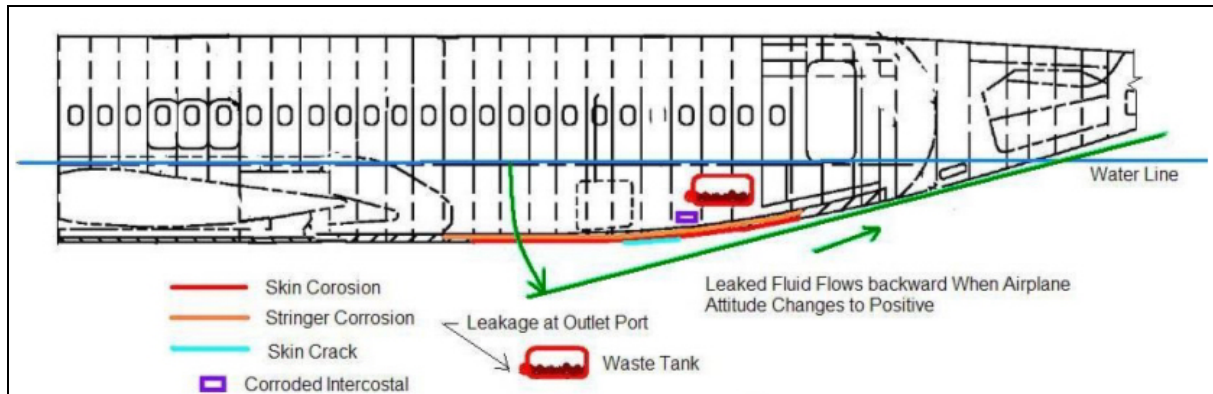 Water Line
Leaked Fluid Flows backward When Airplane
Attitude Changes to Positive
Skin Corosion
Stringer Corrosion
Leakage at Outlet Port
Skin Crack
Waste Tank
Corroded Intercostal